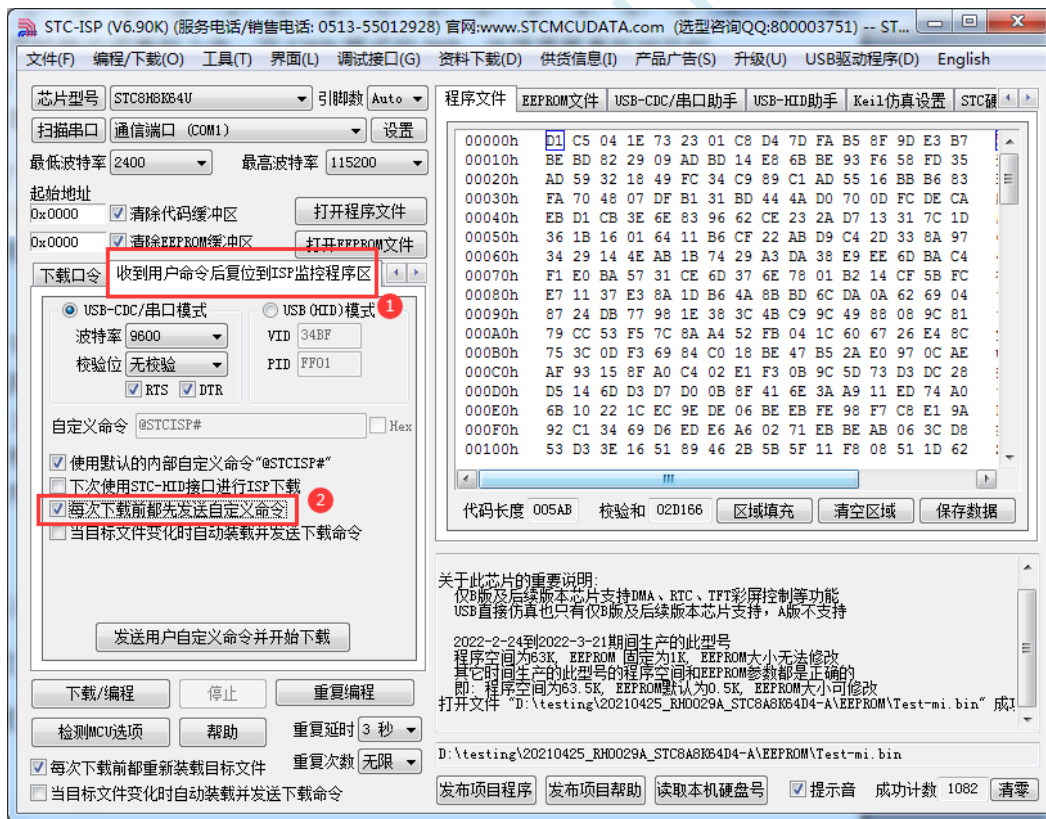 STC-ISP (V6.90K) (服务电话/销售电话: 0513-55012928) 官网:www.STCMCUDATA.com (选型咨询QQ:800003751) -- ST...
文件(F) 编程/下载(O) 工具(T) 界面(L) 调试接口(G) 资料下载(D) 供货信息(I) 产品广告(S) 升级(U) USB驱动程序(D) English
芯片型号 STC8H8K64U 引脚数 Auto
扫描串口 通信端口 (COM1) 设置
最低波特率 2400 最高波特率 115200
起始地址
0x0000 清除代码缓冲区 打开程序文件
0x0000 清除EEPROM缓冲区 打开EEPROM文件
下载口令 收到用户命令后复位到ISP监控程序区
1
USB-CDC/串口模式 USB(HID)模式
波特率 9600 VID 34BF
校验位 无校验 PID FF01
RTS DTR
自定义命令 @STCISP# Hex
使用默认的内部自定义命令"@STCISP#"
下次使用STC-HID接口进行ISP下载
每次下载前都先发送自定义命令
2
当目标文件变化时自动装载并发送下载命令
发送用户自定义命令并开始下载
下载/编程 停止 重复编程
检测MCU选项 帮助 重复延时 3 秒
每次下载前都重新装载目标文件 重复次数 无限
当目标文件变化时自动装载并发送下载命令
程序文件 EEPROM文件 USB-CDC/串口助手 USB-HID助手 Keil仿真设置 STC硬
00000h D1 C5 04 1E 73 23 01 C8 D4 7D FA B5 8F 9D E3 B7
00010h BE BD 82 29 09 AD BD 14 E8 6B BE 93 F6 58 FD 35
00020h AD 59 32 18 49 FC 34 C9 89 C1 AD 55 16 BB B6 83
00030h FA 70 48 07 DF B1 31 BD 44 4A D0 70 0D FC DE CA
00040h EB D1 CB 3E 6E 83 96 62 CE 23 2A D7 13 31 7C 1D
00050h 36 1B 16 01 64 11 B6 CF 22 AB D9 C4 2D 33 8A 97
00060h 34 29 14 4E AB 1B 74 29 A3 DA 38 E9 EE 6D BA C4
00070h F1 E0 BA 57 31 CE 6D 37 6E 78 01 B2 14 CF 5B FC
00080h E7 11 37 E3 8A 1D B6 4A 8B BD 6C DA 0A 62 69 04
00090h 87 24 DB 77 98 1E 38 3C 4B C9 9C 49 88 08 9C 81
000A0h 79 CC 53 F5 7C 8A A4 52 FB 04 1C 60 67 26 E4 8C
000B0h 75 3C 0D F3 69 84 C0 18 BE 47 B5 2A E0 97 0C AE
000C0h AF 93 15 8F A0 C4 02 E1 F3 0B 9C 5D 73 D3 DC 28
000D0h D5 14 6D D3 D7 D0 0B 8F 41 6E 3A A9 11 ED 74 A0
000E0h 6B 10 22 1C EC 9E DE 06 BE EB FE 98 F7 C8 E1 9A
000F0h 92 C1 34 69 D6 ED E6 A6 02 71 EB BE AB 06 3C D8
00100h 53 D3 3E 16 51 89 46 2B 5B 5F 11 F8 08 51 1D 62
代码长度 005AB 校验和 02D166 区域填充 清空区域 保存数据
关于此芯片的重要说明:
仅B版及后续版本芯片支持DMA、RTC、TFT彩屏控制等功能
USB直接仿真也只有仅B版及后续版本芯片支持，A版不支持
2022-2-24到2022-3-21期间生产的此型号
程序空间为63K, EEPROM 固定为1K, EEPROM大小无法修改
其它时间生产的此型号的程序空间和EEPROM参数都是正确的
即: 程序空间为63.5K, EEPROM默认为0.5K, EEPROM大小可修改
打开文件 "D:\testing\20210425_RH0029A_STC8A8K64D4-A\EEPROM\Test-mi.bin" 成
D:\testing\20210425_RH0029A_STC8A8K64D4-A\EEPROM\Test-mi.bin
发布项目程序 发布项目帮助 读取本机硬盘号 提示音 成功计数 1082 清零